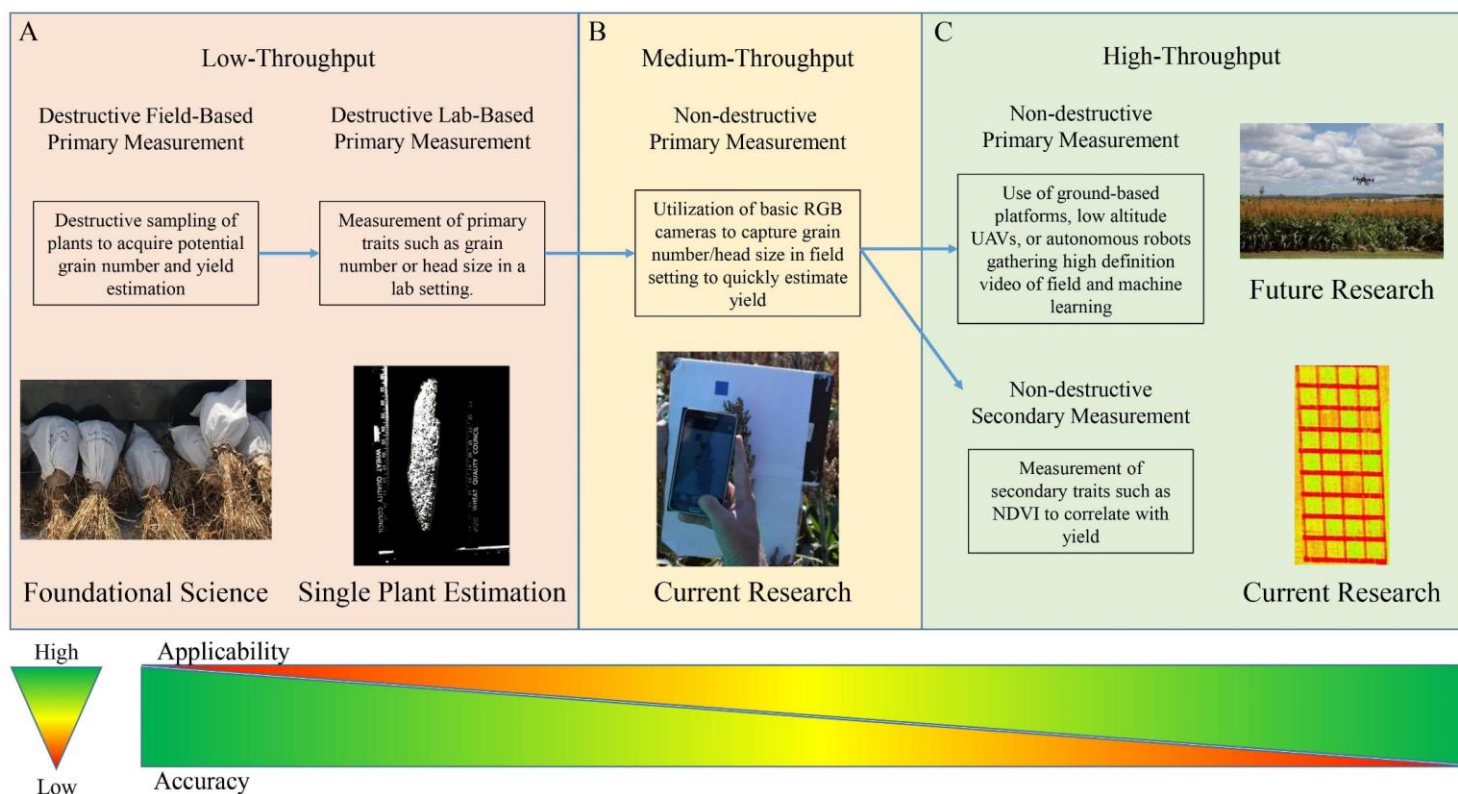 A
Low-Throughput
Destructive Field-Based
Primary Measurement
Destructive sampling of
plants to acquire potential
grain number and yield
estimation
Foundational Science
Destructive Lab-Based
Primary Measurement
Measurement of primary
traits such as grain
number or head size in a
lab setting.
WHEAT QUALITY COUNCIL
WHEAT QUALITY COUNCIL
Single Plant Estimation
B
Medium-Throughput
Non-destructive
Primary Measurement
Utilization of basic RGB
cameras to capture grain
number/head size in field
setting to quickly estimate
yield
Current Research
C
High-Throughput
Non-destructive
Primary Measurement
Use of ground-based
platforms, low altitude
UAVs, or autonomous robots
gathering high definition
video of field and machine
learning
Future Research
Non-destructive
Secondary Measurement
Measurement of
secondary traits such as
NDVI to correlate with
yield
Current Research
High
Low
Applicability
Accuracy